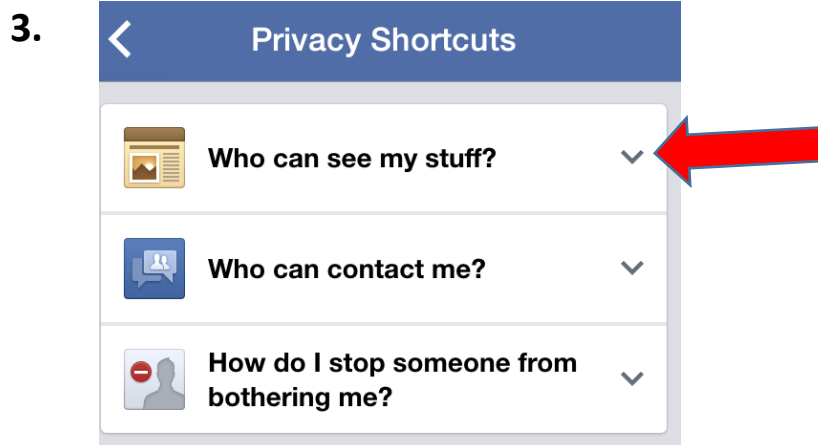 3.
Privacy Shortcuts
Who can see my stuff?
Who can contact me?
How do I stop someone from
bothering me?